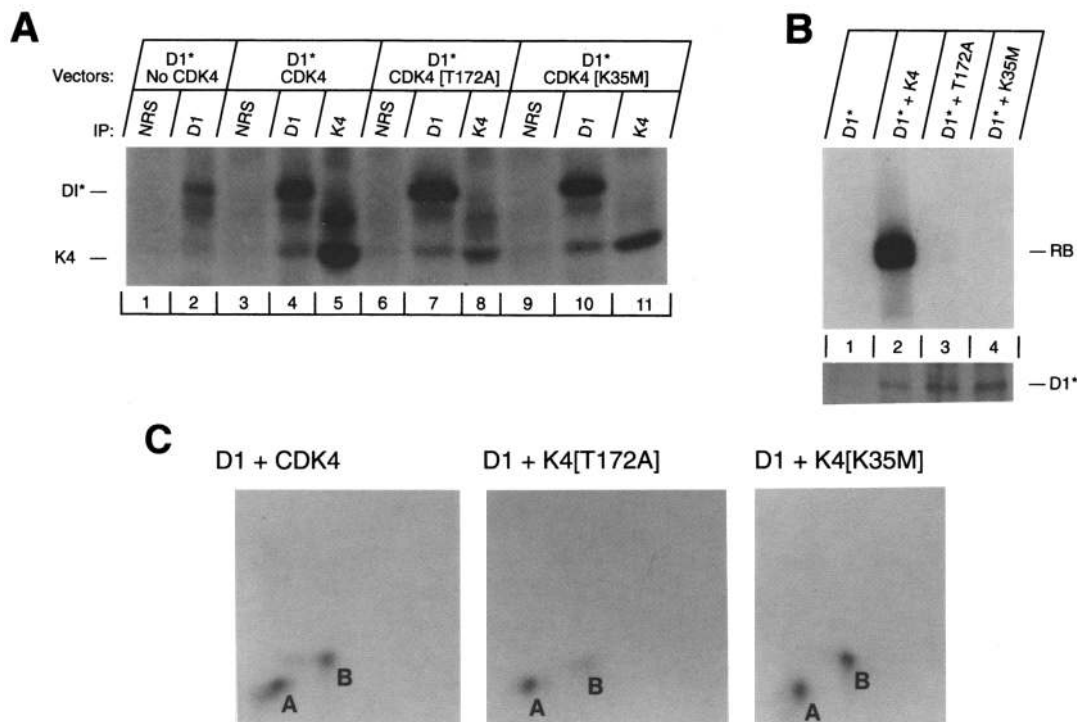 A
Vectors:
D1* No CDK4
D1* CDK4
D1* CDK4 [T172A]
D1* CDK4 [K35M]
IP:
NRS D1 NRS D1 K4 NRS D1 K4 NRS D1 K4
DI*
K4
1 2 3 4 5 6 7 8 9 10 11
B
D1* D1* + K4 D1* + T172A D1* + K35M
RB
1 2 3 4
D1*
C
D1 + CDK4 D1 + K4[T172A] D1 + K4[K35M]
A B A B A B